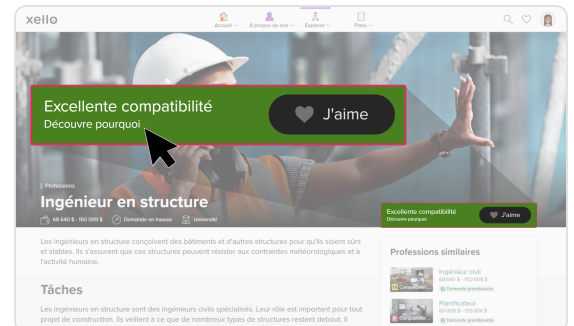 xello
Accueil
À propos de moi
Explorer
Plans
Excellente compatibilité
Découvre pourquoi
J'aime
Professions
Ingénieur en structure
68 640 $ - 150 009 $
Demande en hausse
Université
Excellente compatibilité
Découvre pourquoi
J'aime
Les ingénieurs en structure conçoivent des bâtiments et d'autres structures pour qu'ils soient sûrs
et stables. Ils s'assurent que ces structures peuvent résister aux contraintes météorologiques et à
l'activité humaine.
Professions similaires
Ingénieur civil
68 640 $ - 150 009 $
Demande grandissante
Planificateur
Demande grandissante
Tâches
Les ingénieurs en structure sont des ingénieurs civils spécialisés. Leur rôle est important pour tout
projet de construction. Ils veillent à ce que de nombreux types de structures restent debout. Il